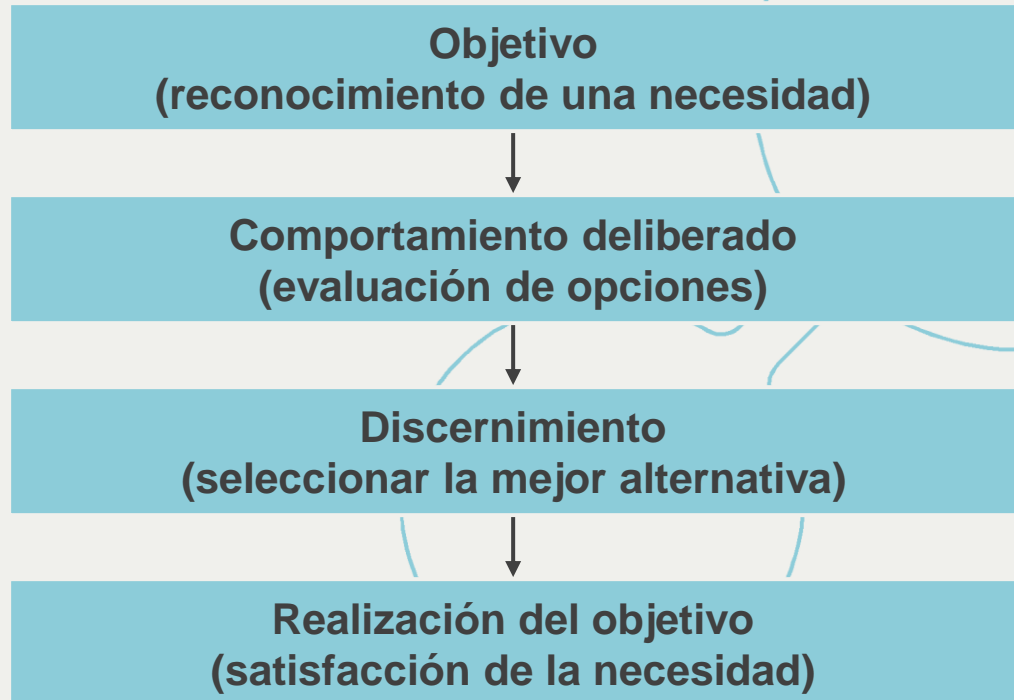 Objetivo
(reconocimiento de una necesidad)
Comportamiento deliberado
(evaluación de opciones)
Discernimiento
(seleccionar la mejor alternativa)
Realización del objetivo
(satisfacción de la necesidad)